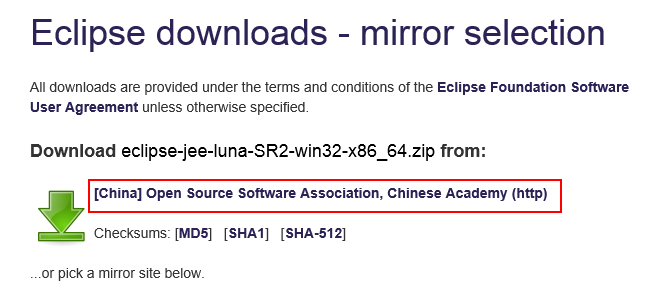 Eclipse downloads - mirror selection
All downloads are provided under the terms and conditions of the Eclipse Foundation Software
User Agreement unless otherwise specified.
Download eclipse-jee-luna-SR2-win32-x86_64.zip from:
[China] Open Source Software Association, Chinese Academy (http)
Checksums: [MD5] [SHA1] [SHA-512]
...or pick a mirror site below.